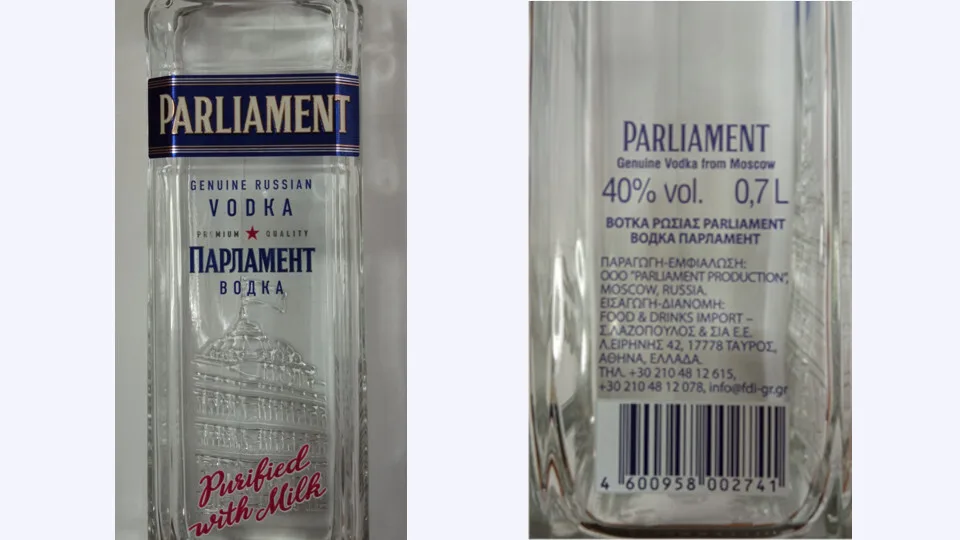 PARLIAMENT
GENUINE RUSSIAN
VODKA
PREMIUM ★ QUALITY
ПАРЛАМЕНТ
ВОДКА
Purified
with Milk
PARLIAMENT
Genuine Vodka from Moscow
40% vol. 0,7 L
ΒΟΤΚΑ ΡΩΣΙΑΣ PARLIAMENT
ВОДКА ПАРЛАМЕНТ
ΠΑΡΑΓΩΓΗ-ΕΜΦΙΑΛΩΣΗ:
OOO "PARLIAMENT PRODUCTION",
MOSCOW, RUSSIA.
ΕΙΣΑΓΩΓΗ-ΔΙΑΝΟΜΗ:
FOOD & DRINKS IMPORT –
Σ.ΛΑΖΟΠΟΥΛΟΣ & ΣΙΑ Ε.Ε.
Λ.ΕΙΡΗΝΗΣ 42, 17778 ΤΑΥΡΟΣ,
ΑΘΗΝΑ, ΕΛΛΑΔΑ.
ΤΗΛ. +30 210 48 12 615,
+30 210 48 12 078, info@fdi-gr.gr
4 600958 002741